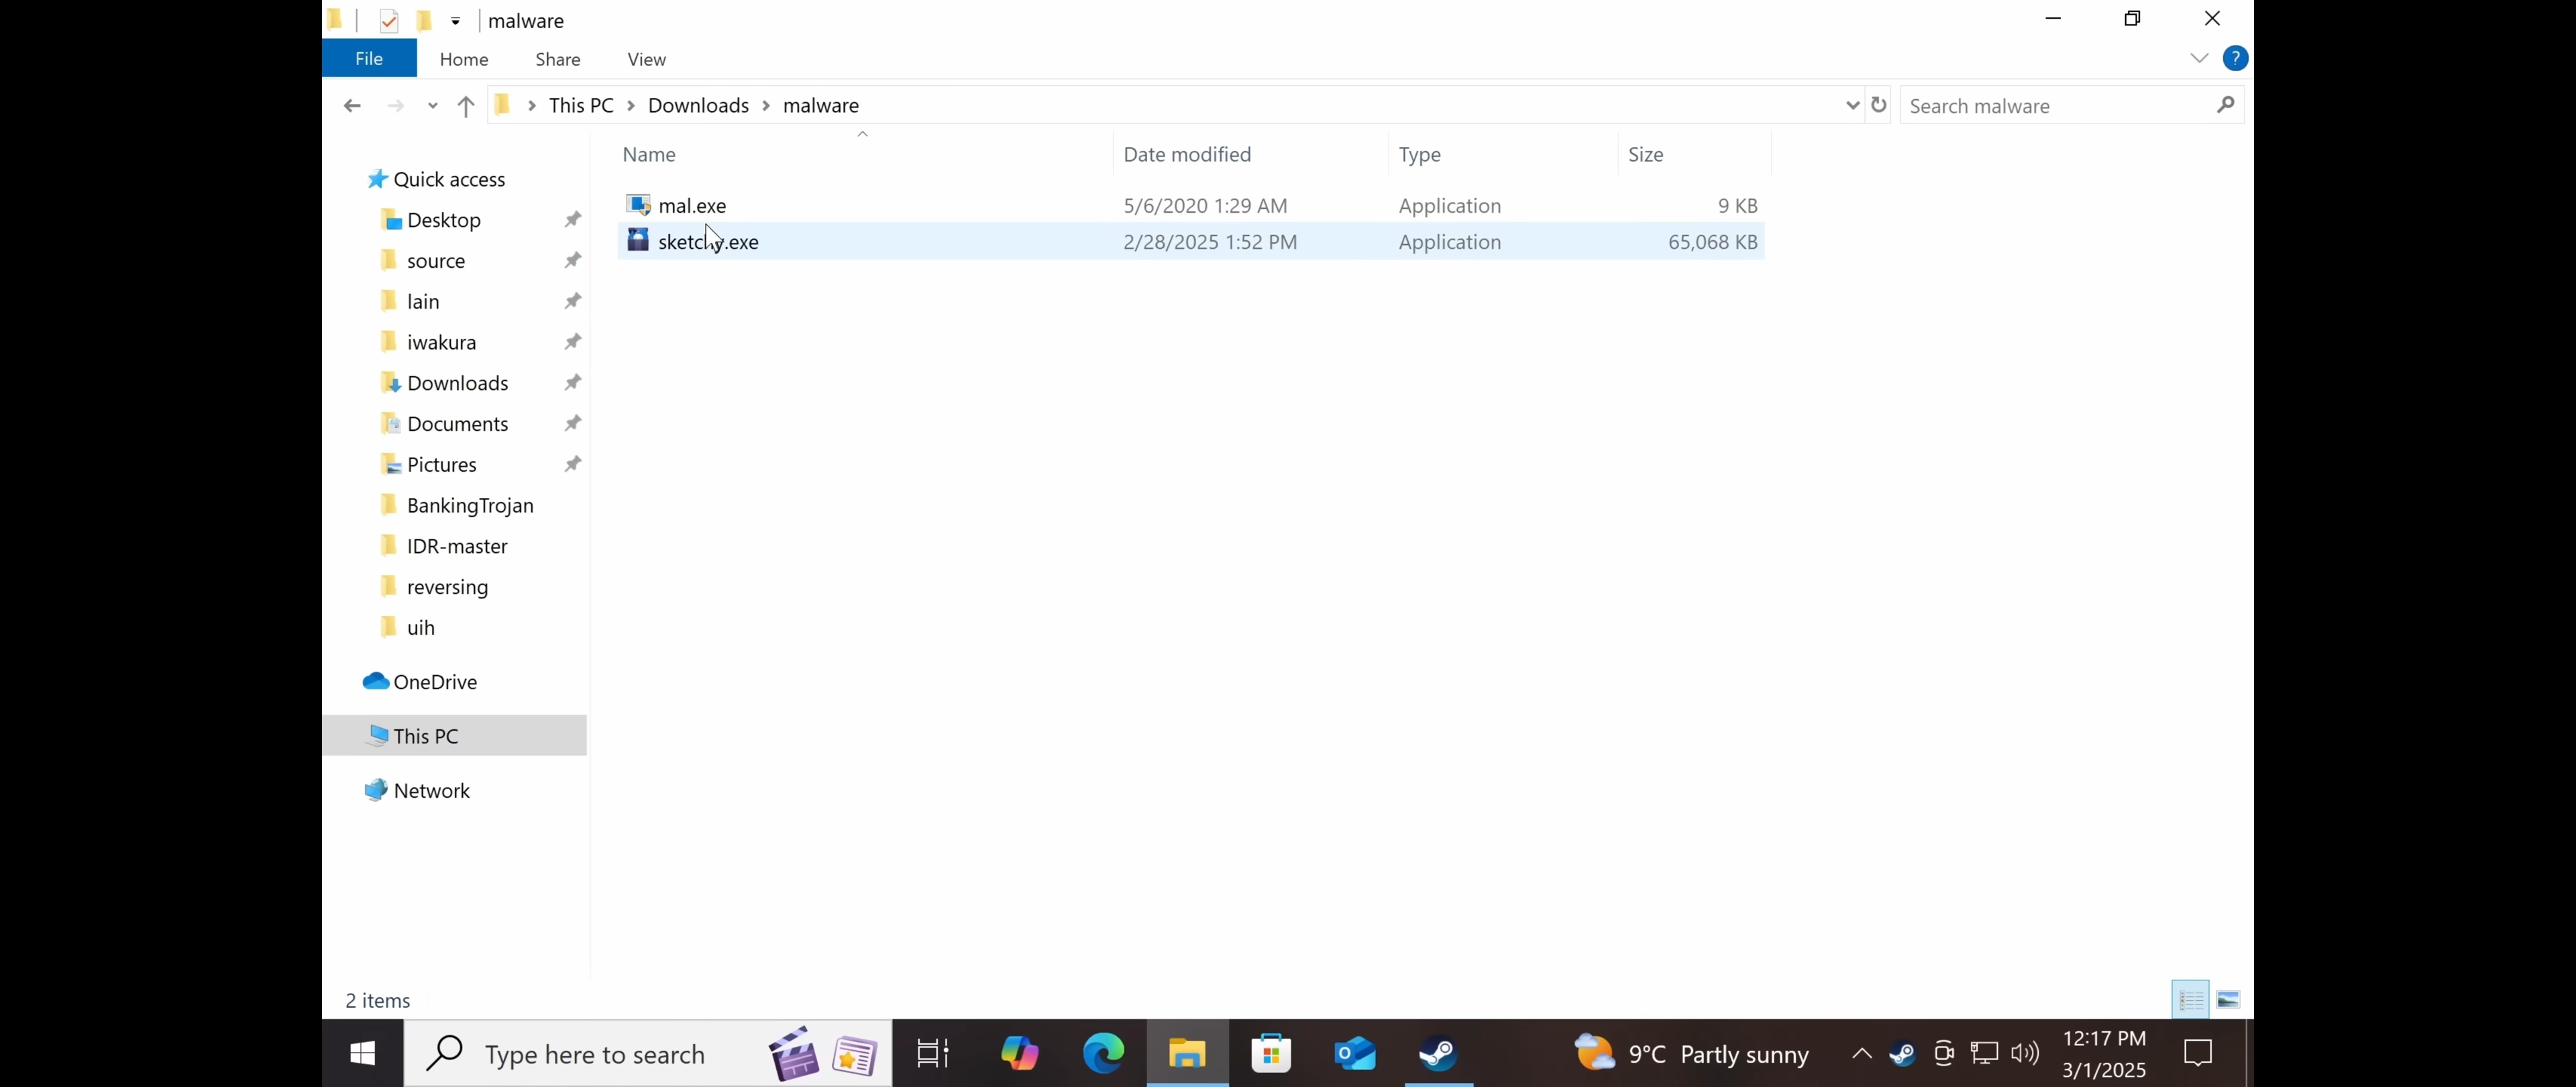 malware
File Home Share View
?
This PC Downloads malware
Search malware
Name Date modified Type Size
mal.exe 5/6/2020 1:29 AM Application 9 KB
sketchy.exe 2/28/2025 1:52 PM Application 65,068 KB
Quick access
Desktop
source
lain
iwakura
Downloads
Documents
Pictures
BankingTrojan
IDR-master
reversing
uih
OneDrive
This PC
Network
2 items
Type here to search
9°C Partly sunny
12:17 PM
3/1/2025